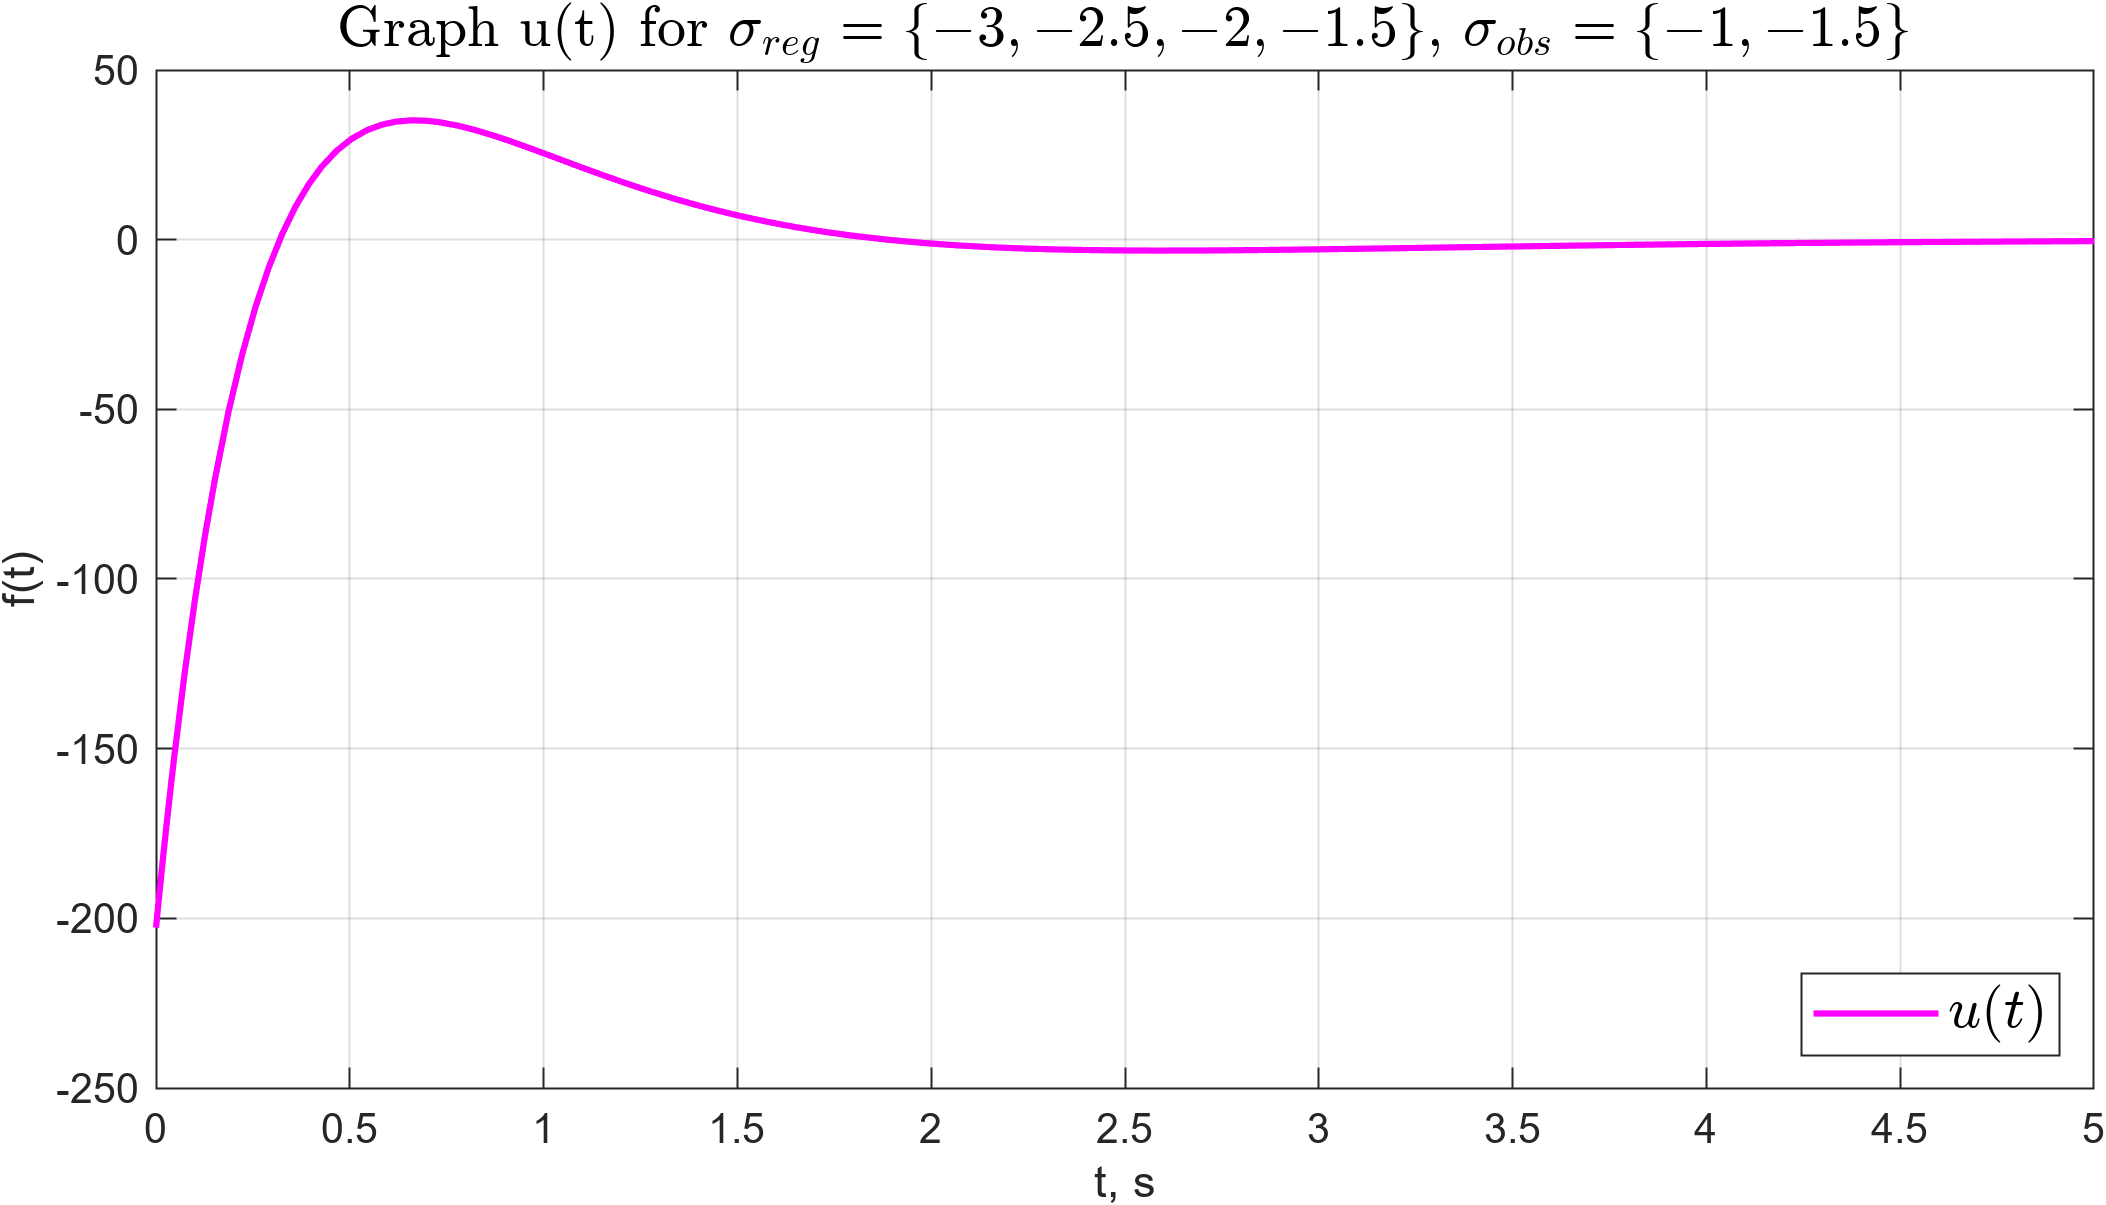 Graph u(t) for σ_reg = {−3, −2.5, −2, −1.5}, σ_obs = {−1, −1.5}
50
0
-50
-100
-150
-200
-250
f(t)
0 0.5 1 1.5 2 2.5 3 3.5 4 4.5 5
t, s
u(t)